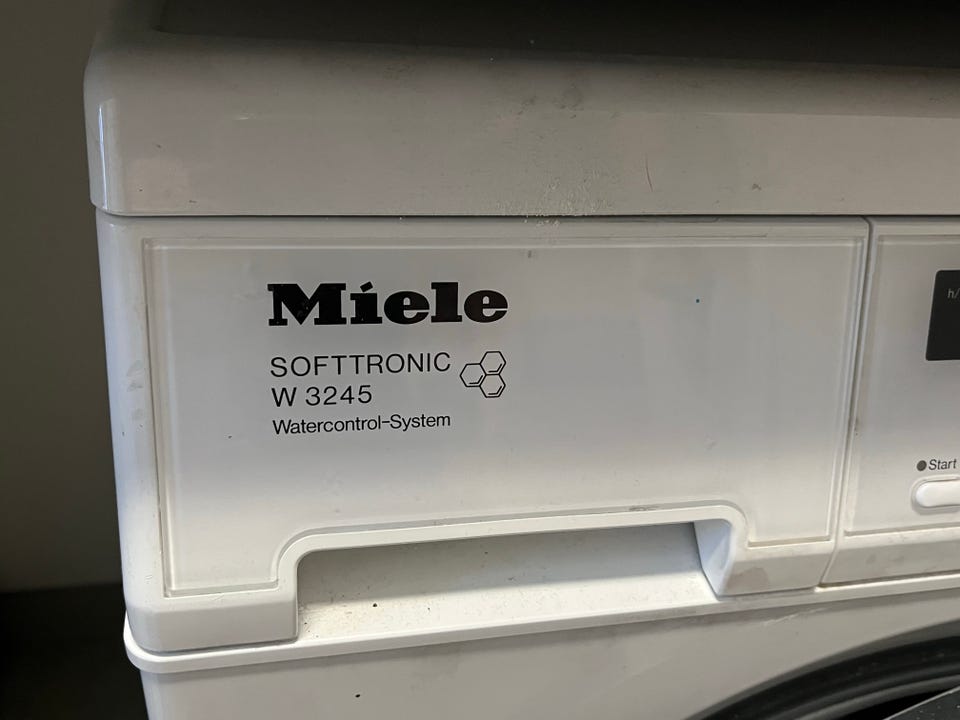 Miele
SOFTTRONIC
W 3245
Watercontrol-System
h/
Start